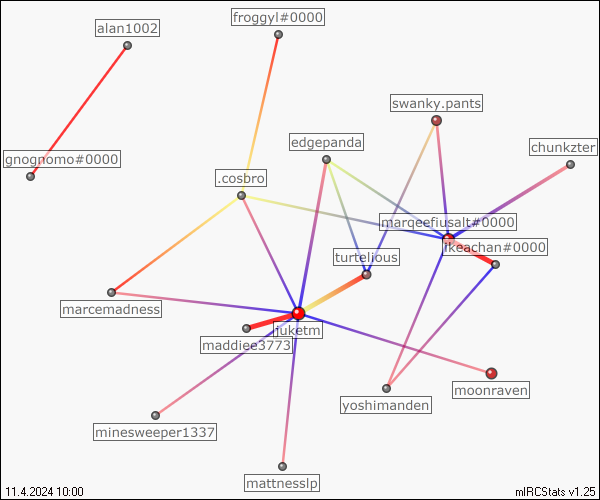 froggyl#0000
alan1002
swanky.pants
edgepanda
chunkzter
gnognomo#0000
.cosbro
marqeefiusalt#0000
ikeachan#0000
turtelious
marcemadness
juketm
maddiee3773
moonraven
yoshimanden
minesweeper1337
mattnesslp
11.4.2024 10:00
mIRCStats v1.25